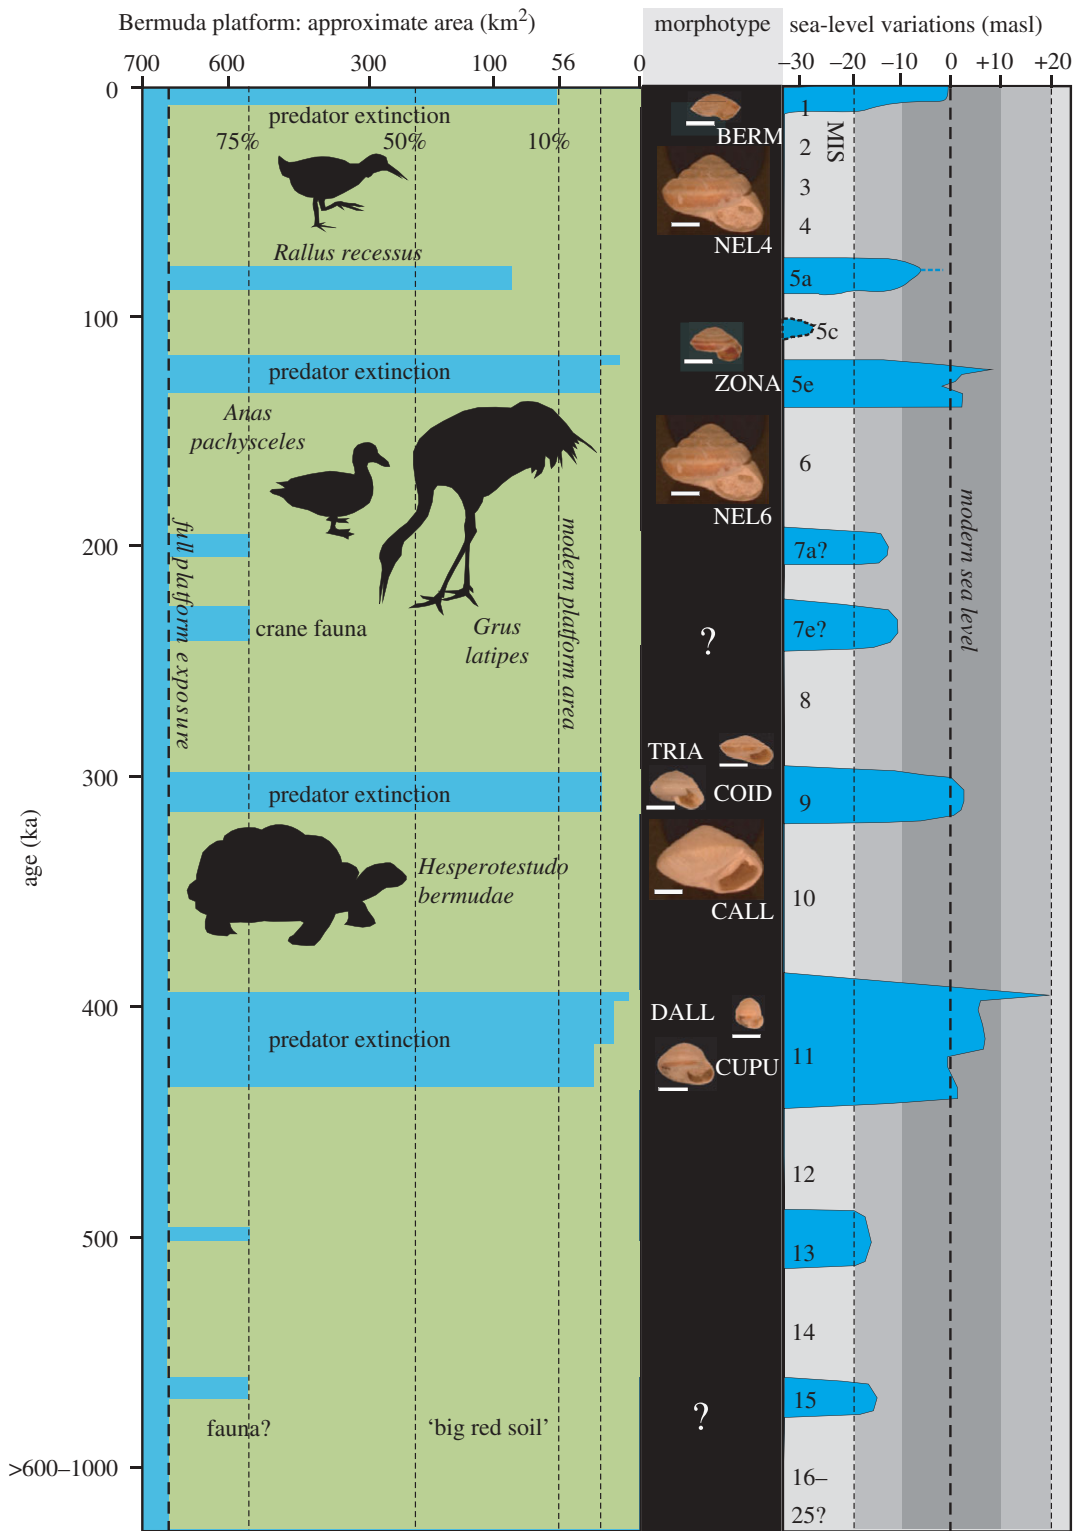 Bermuda platform: approximate area (km2)
morphotype
sea-level variations (masl)
700 600 300 100 56 0
–30 –20 –10 0 +10 +20
0
100
200
300
400
500
>600–1000
age (ka)
predator extinction
75% 50% 10%
Rallus recessus
predator extinction
Anas
pachysceles
full platform exposure
modern platform area
crane fauna
Grus
latipes
predator extinction
Hesperotestudo
bermudae
predator extinction
fauna?
‘big red soil’
BERM
NEL4
ZONA
NEL6
?
TRIA
COID
CALL
DALL
CUPU
?
MIS
1
2
3
4
5a
5c
5e
6
7a?
7e?
8
9
10
11
12
13
14
15
16–
25?
modern sea level